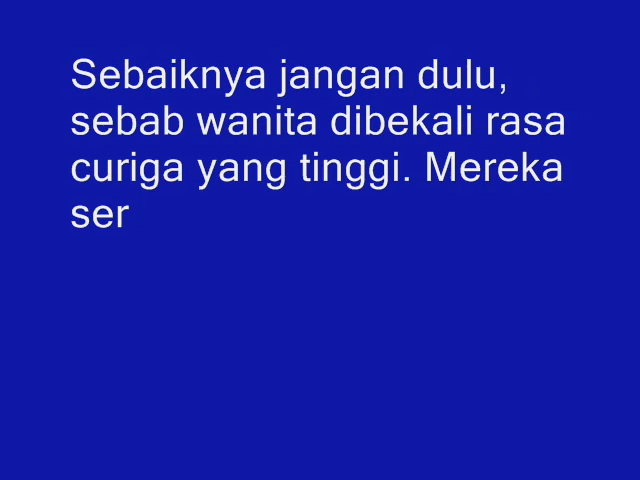 Sebaiknya jangan dulu,
sebab wanita dibekali rasa
curiga yang tinggi. Mereka
ser